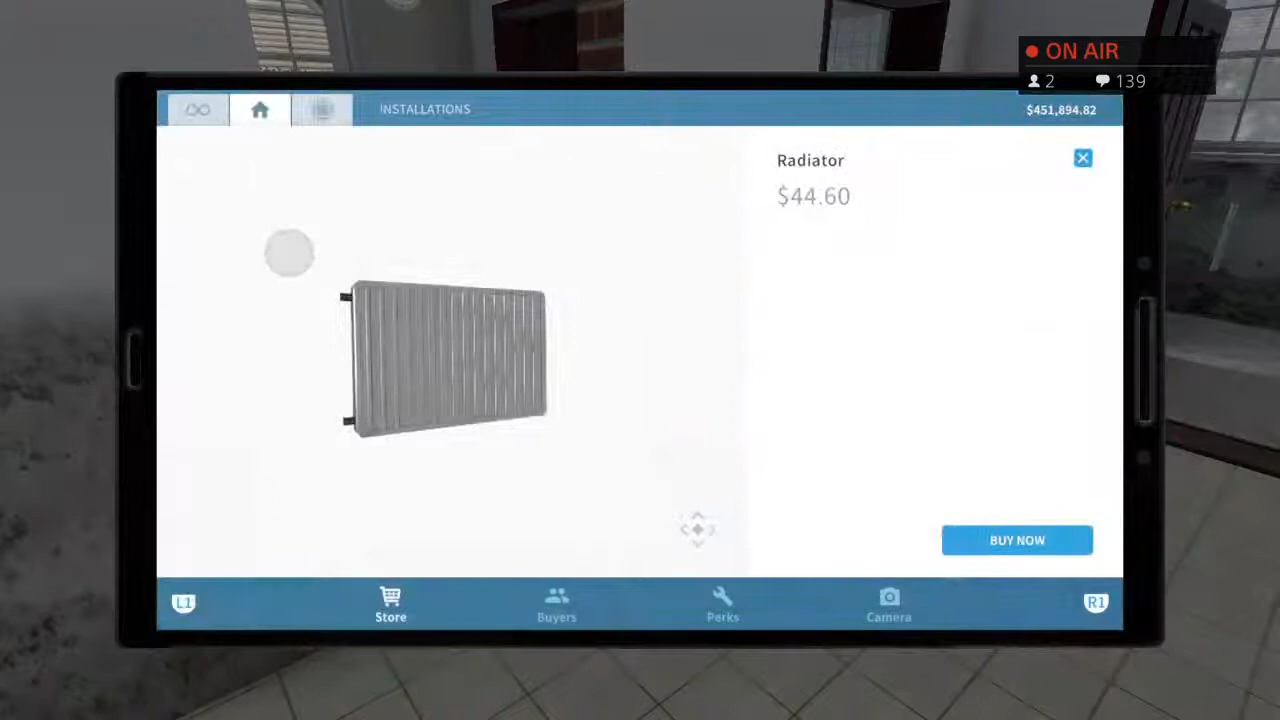 ON AIR
2 139
INSTALLATIONS
$451,894.82
Radiator
$44.60
BUY NOW
L1
Store
Buyers
Perks
Camera
R1